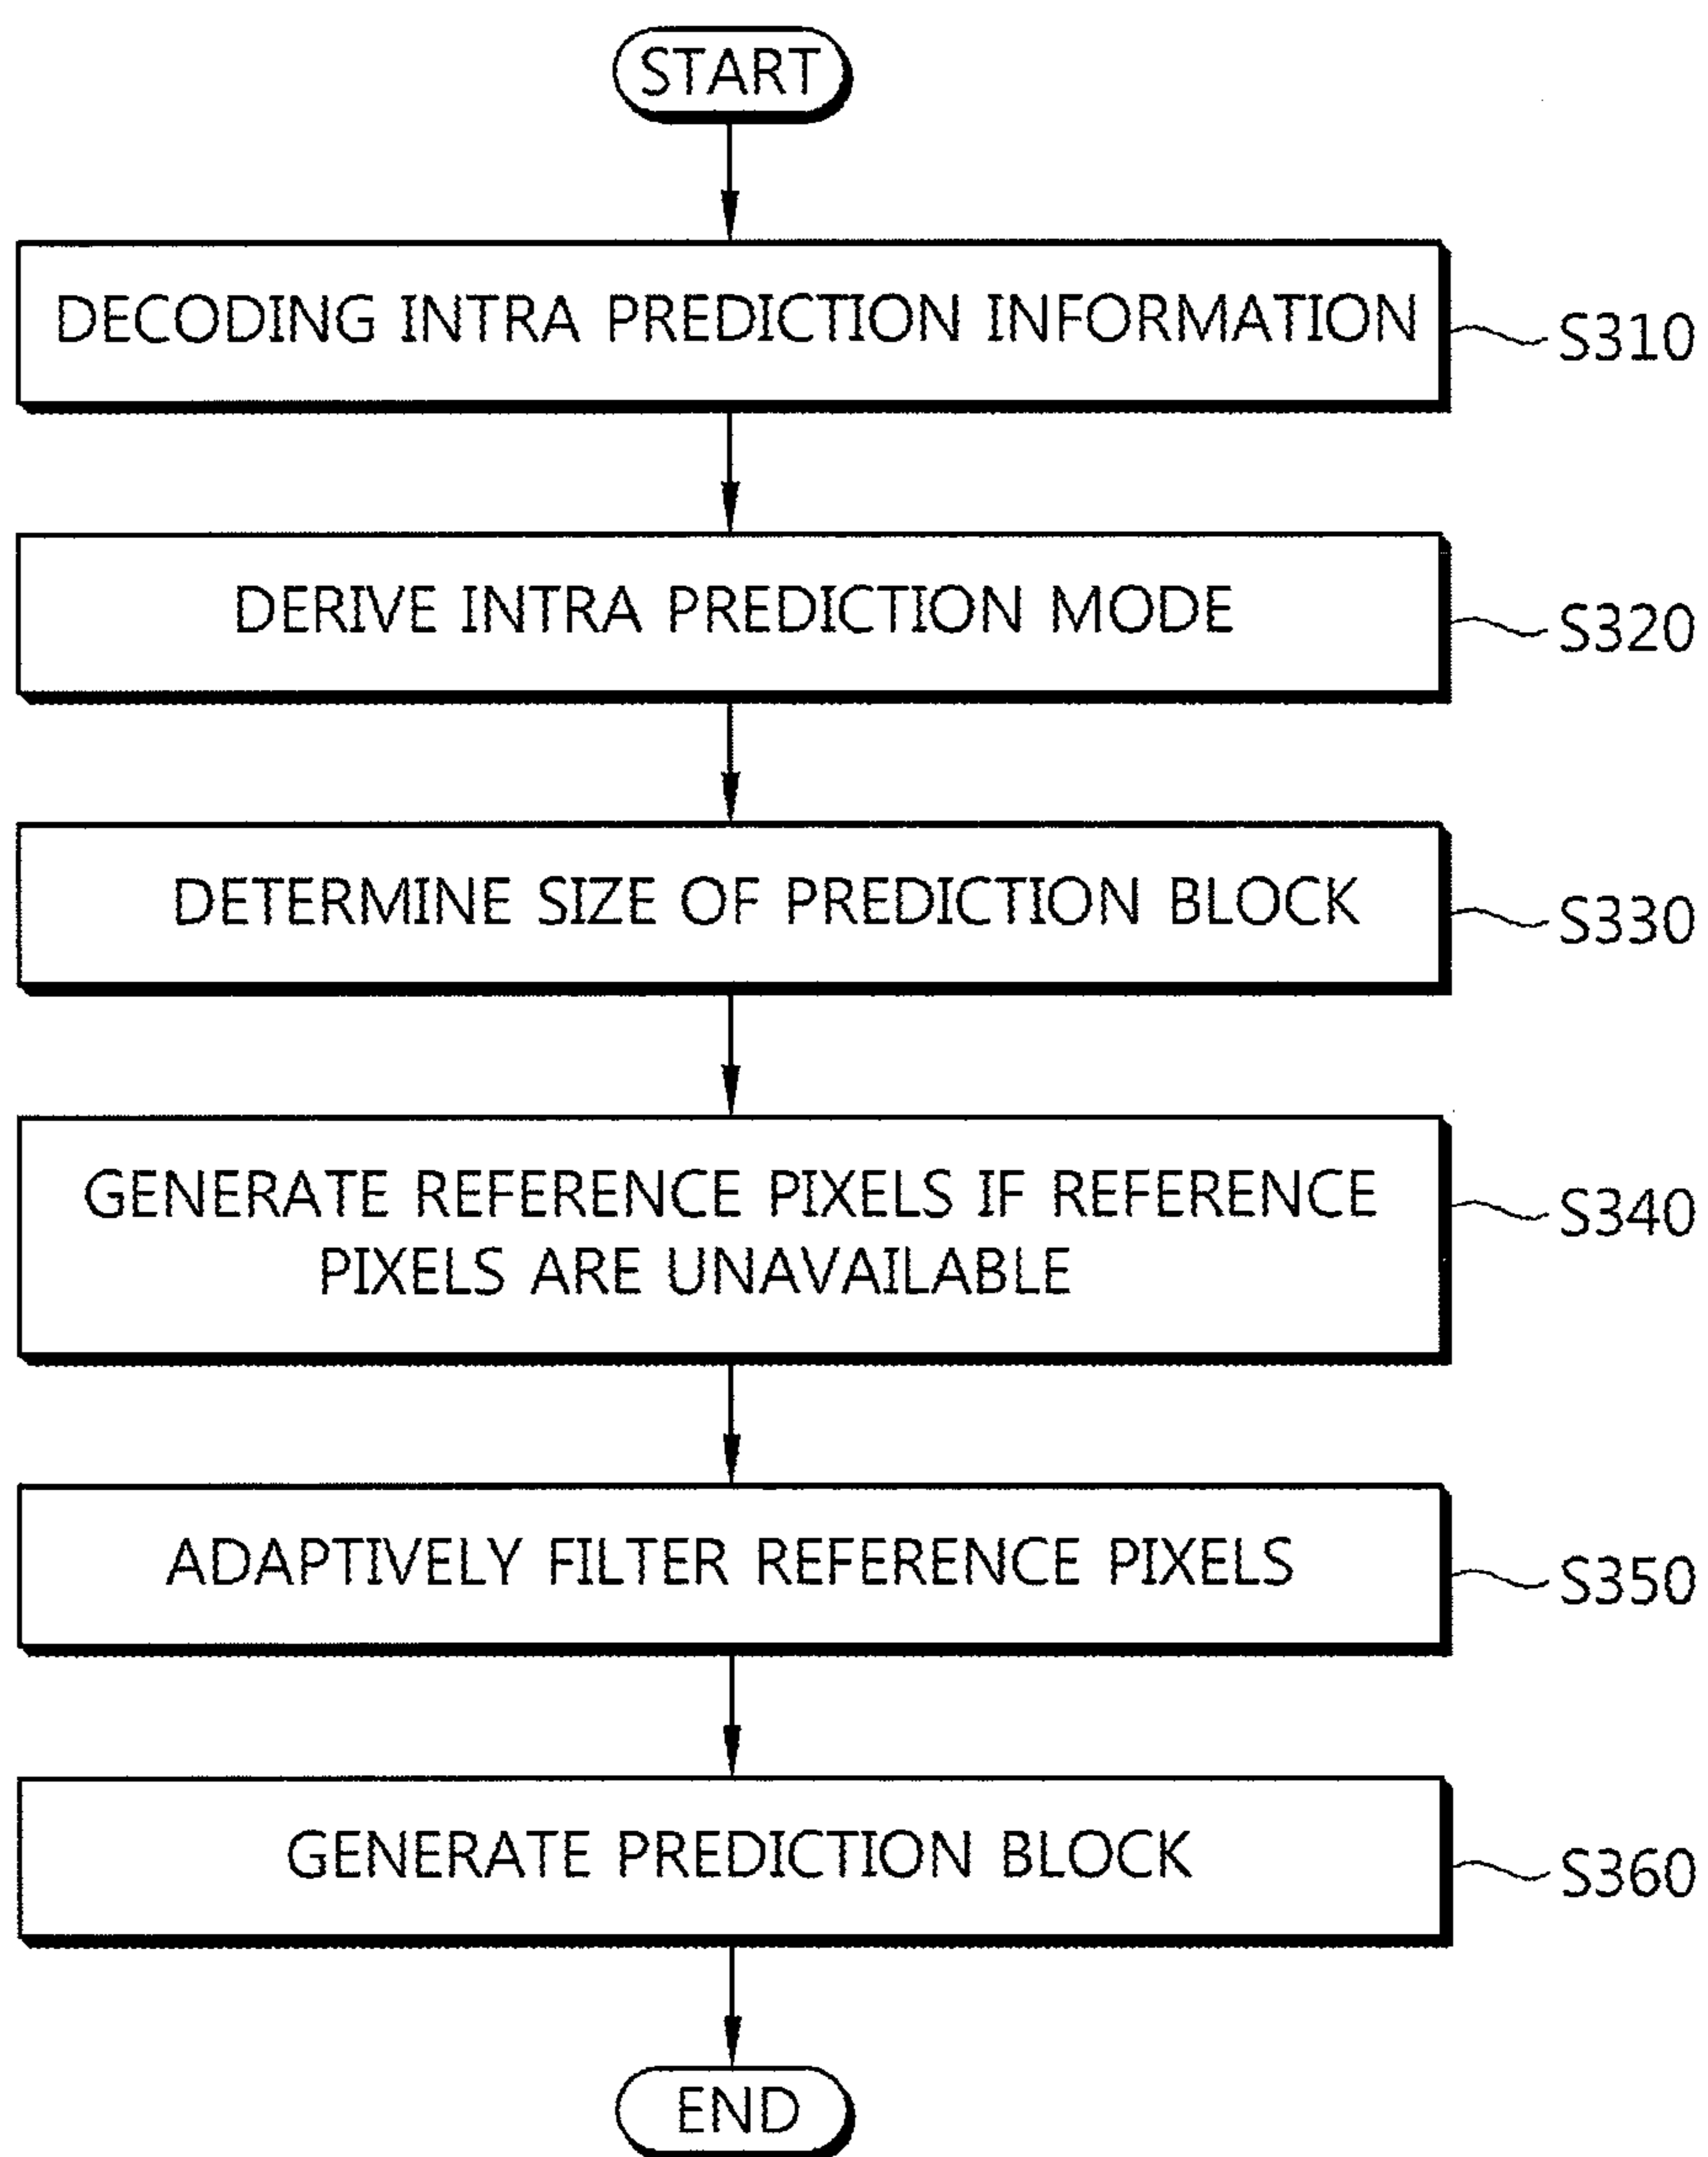 START
DECODING INTRA PREDICTION INFORMATION
S310
DERIVE INTRA PREDICTION MODE
S320
DETERMINE SIZE OF PREDICTION BLOCK
S330
GENERATE REFERENCE PIXELS IF REFERENCE
PIXELS ARE UNAVAILABLE
S340
ADAPTIVELY FILTER REFERENCE PIXELS
S350
GENERATE PREDICTION BLOCK
S360
END